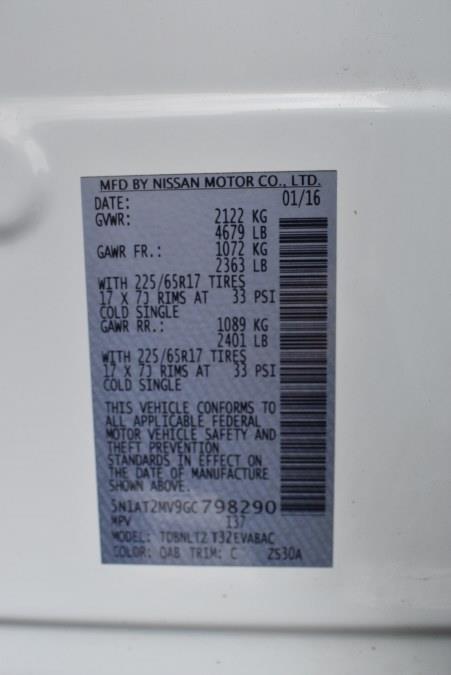 MFD BY NISSAN MOTOR CO., LTD.
DATE: 01/16
GVWR: 2122 KG
4679 LB
GAWR FR.: 1072 KG
2363 LB
WITH 225/65R17 TIRES
17 X 7J RIMS AT 33 PSI
COLD SINGLE
GAWR RR.: 1089 KG
2401 LB
WITH 225/65R17 TIRES
17 X 7J RIMS AT 33 PSI
COLD SINGLE
THIS VEHICLE CONFORMS TO
ALL APPLICABLE FEDERAL
MOTOR VEHICLE SAFETY AND
THEFT PREVENTION
STANDARDS IN EFFECT ON
THE DATE OF MANUFACTURE
SHOWN ABOVE.
5N1AT2MV9GC798290
MPV 137
MODEL: TDBNLT2 T32EVABAC
COLOR: QAB TRIM: C ZS30A